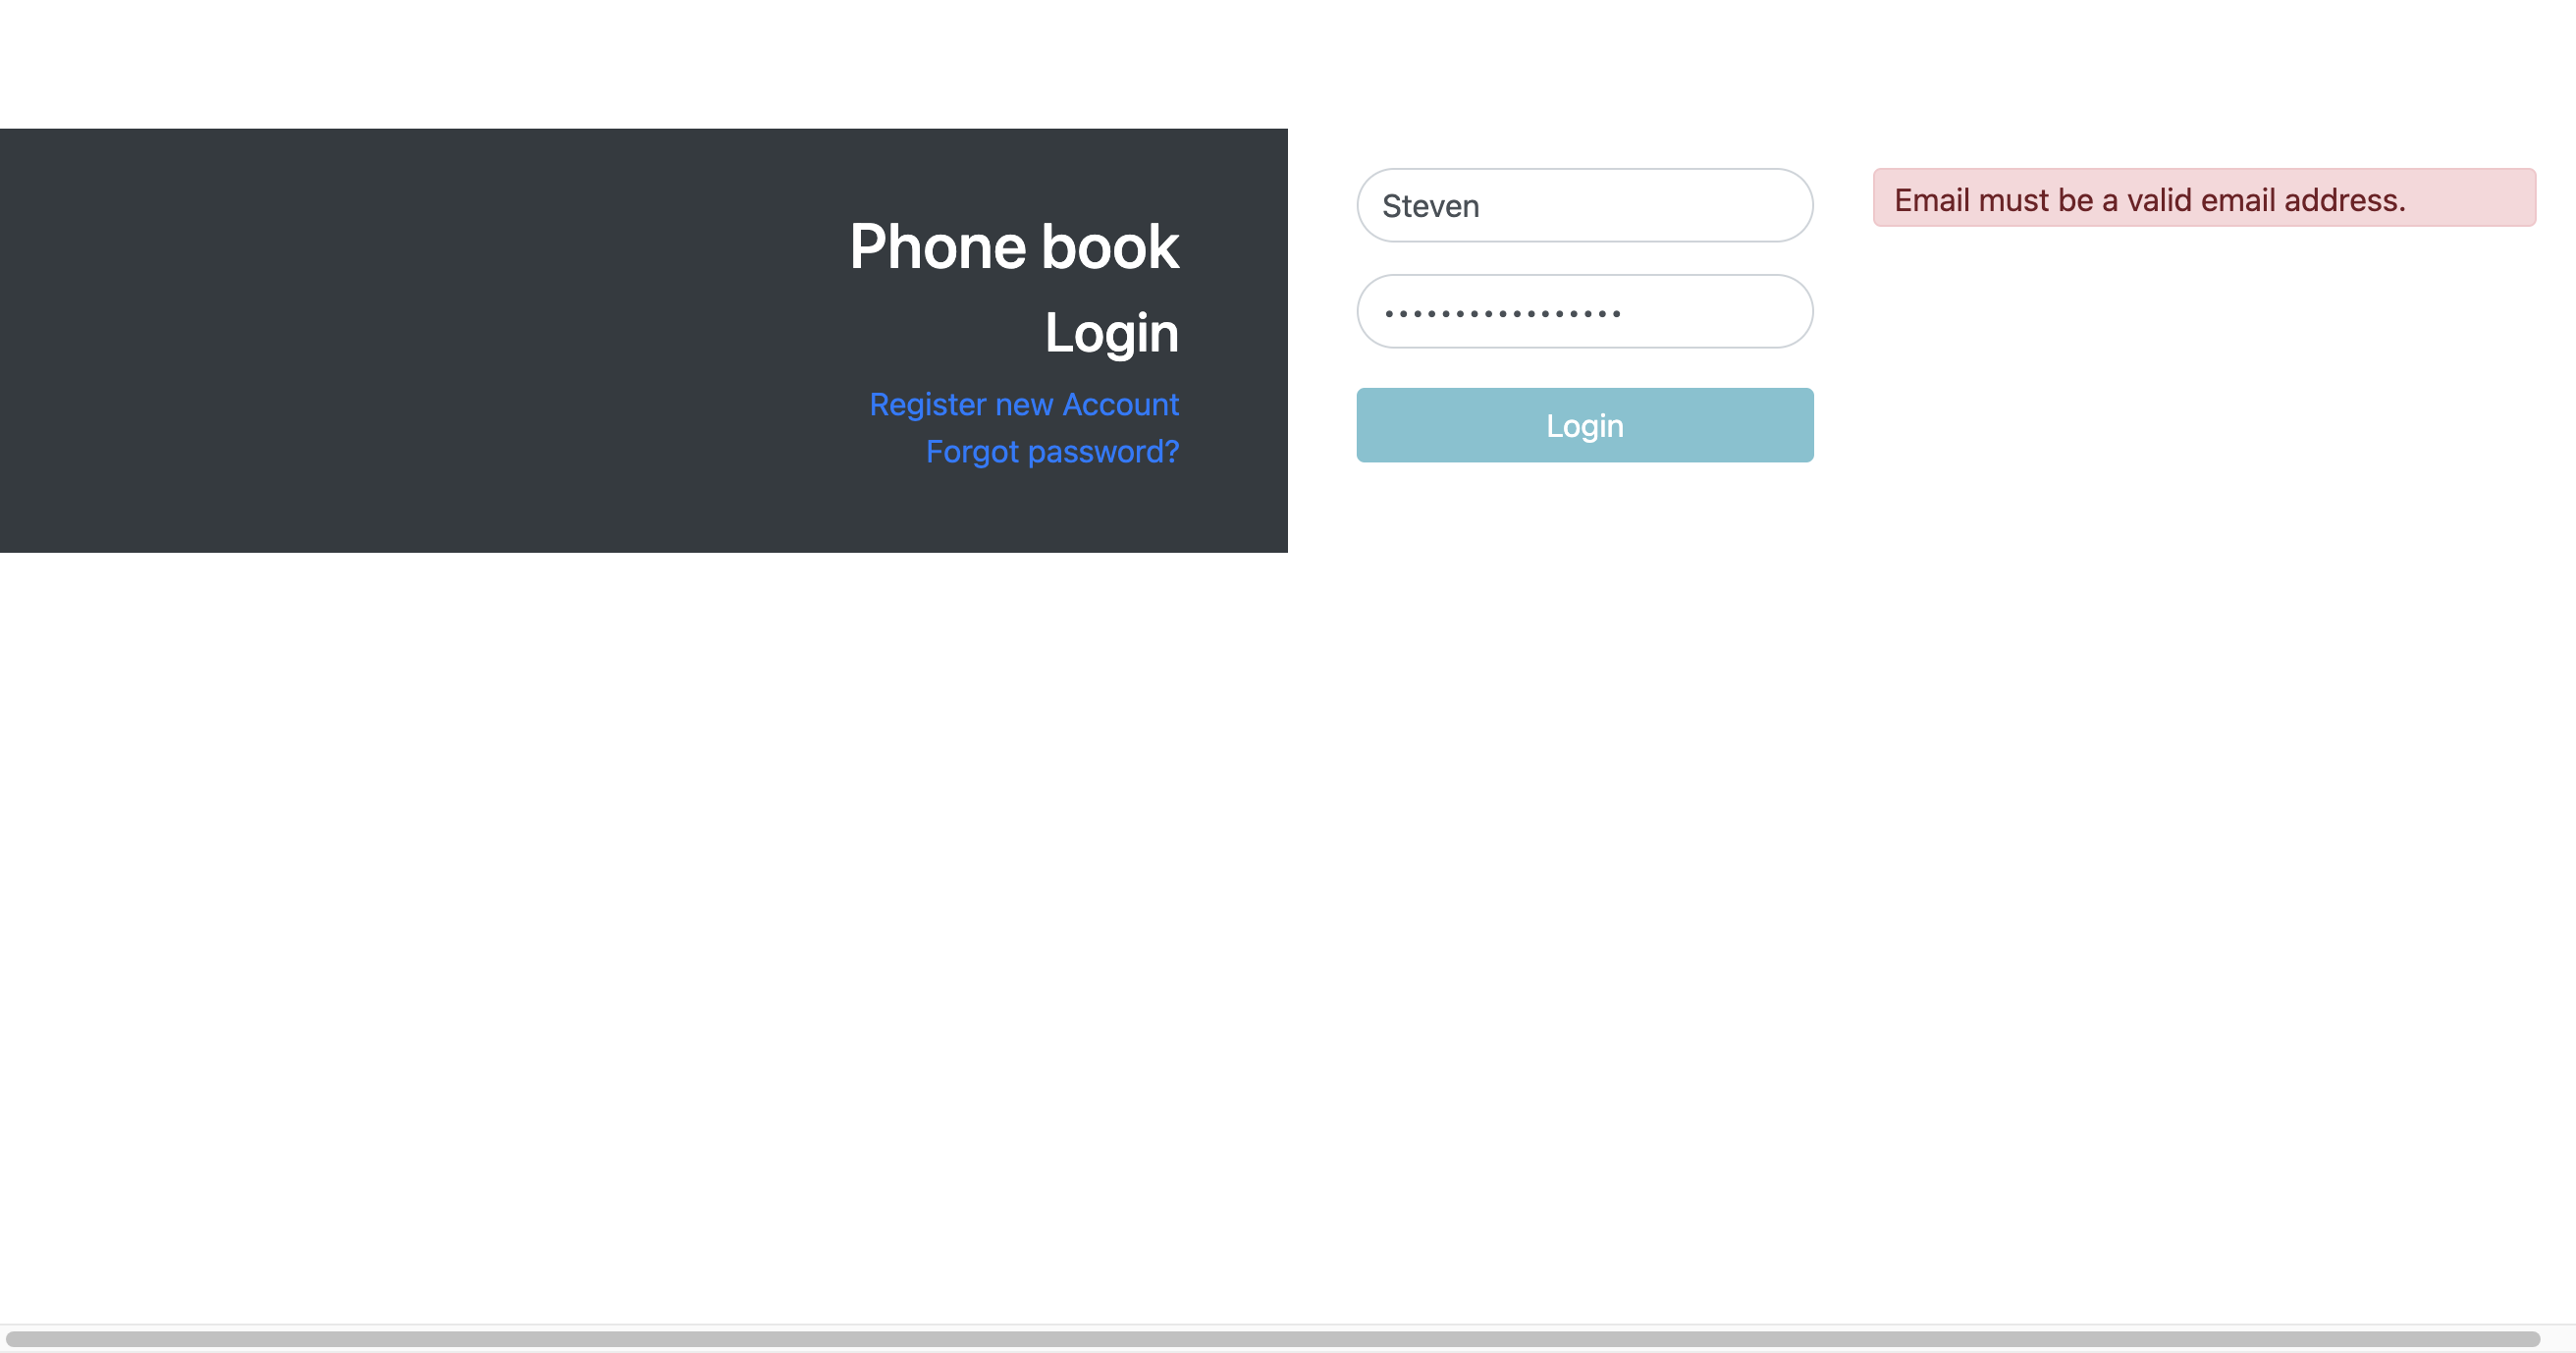 Phone book
Login
Register new Account
Forgot password?
Steven
Email must be a valid email address.
Login